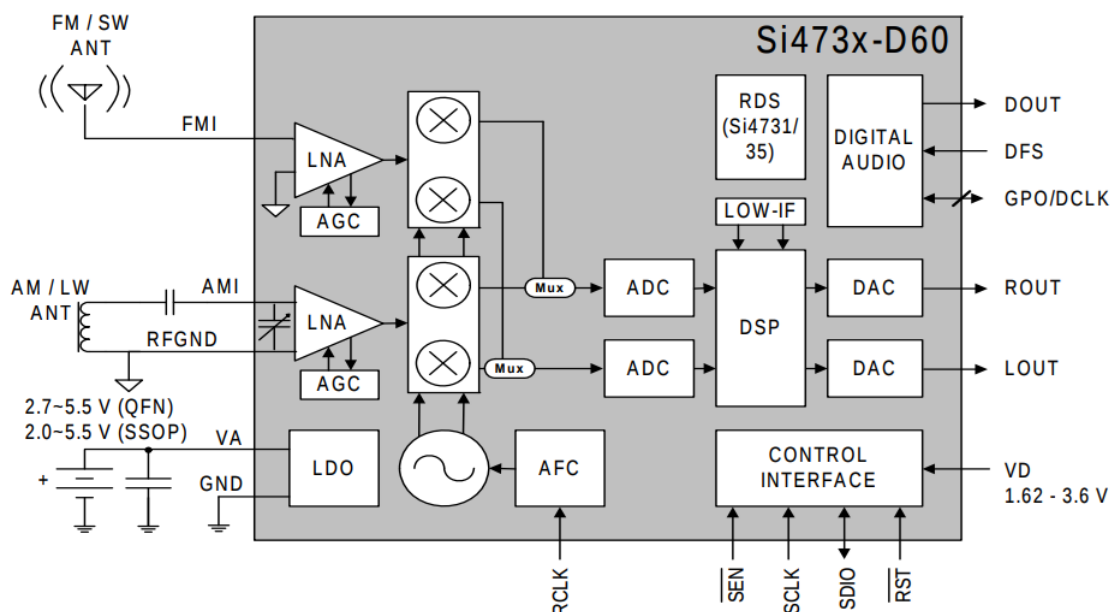 FM / SW
ANT
Si473x-D60
FMI
LNA
AGC
RDS
(Si4731/
35)
DIGITAL
AUDIO
DOUT
DFS
GPO/DCLK
LOW-IF
AM / LW
ANT
AMI
RFGND
LNA
AGC
Mux
ADC
DSP
DAC
ROUT
Mux
ADC
DAC
LOUT
2.7~5.5 V (QFN)
2.0~5.5 V (SSOP)
VA
+
GND
LDO
AFC
CONTROL
INTERFACE
VD
1.62 - 3.6 V
RCLK
SEN
SCLK
SDIO
RST